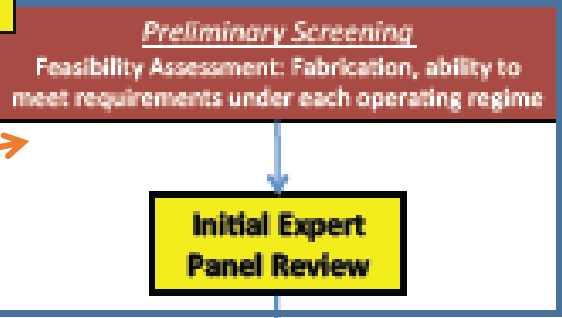 Preliminary Screening
Feasibility Assessment: Fabrication, ability to
meet requirements under each operating regime
Initial Expert
Panel Review